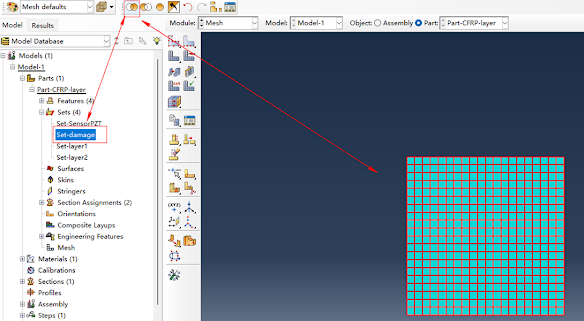 Mesh defaults
Model Results
Module: Mesh Model: Model-1 Object: Assembly Part: Part-CFRP-layer
Model Database
Models (1)
Model-1
Parts (1)
Part-CFRP-layer
Features (4)
Sets (4)
Set-SensorPZT
Set-damage
Set-layer1
Set-layer2
Surfaces
Skins
Stringers
Section Assignments (2)
Orientations
Composite Layups
Engineering Features
Mesh
Materials (1)
Calibrations
Sections (1)
Profiles
Assembly
Steps (1)
(XYZ)